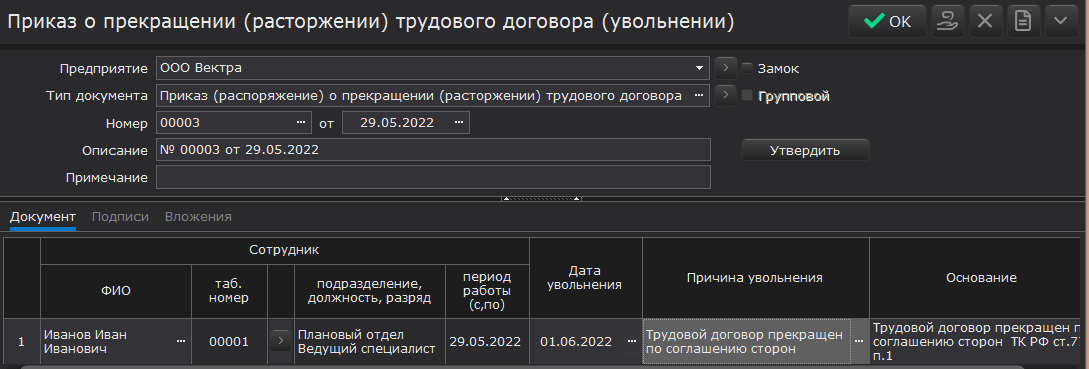 Приказ о прекращении (расторжении) трудового договора (увольнении)
OK
Предприятие ООО Вектра Замок
Тип документа Приказ (распоряжение) о прекращении (расторжении) трудового договора Групповой
Номер 00003 от 29.05.2022
Описание № 00003 от 29.05.2022 Утвердить
Примечание
Документ Подписи Вложения
Сотрудник
ФИО
таб.
номер
подразделение,
должность, разряд
период
работы
(с,по)
Дата
увольнения
Причина увольнения
Основание
1
Иванов Иван
Иванович
00001
Плановый отдел
Ведущий специалист
29.05.2022
01.06.2022
Трудовой договор прекращен
по соглашению сторон
Трудовой договор прекращен
соглашению сторон ТК РФ
п.1